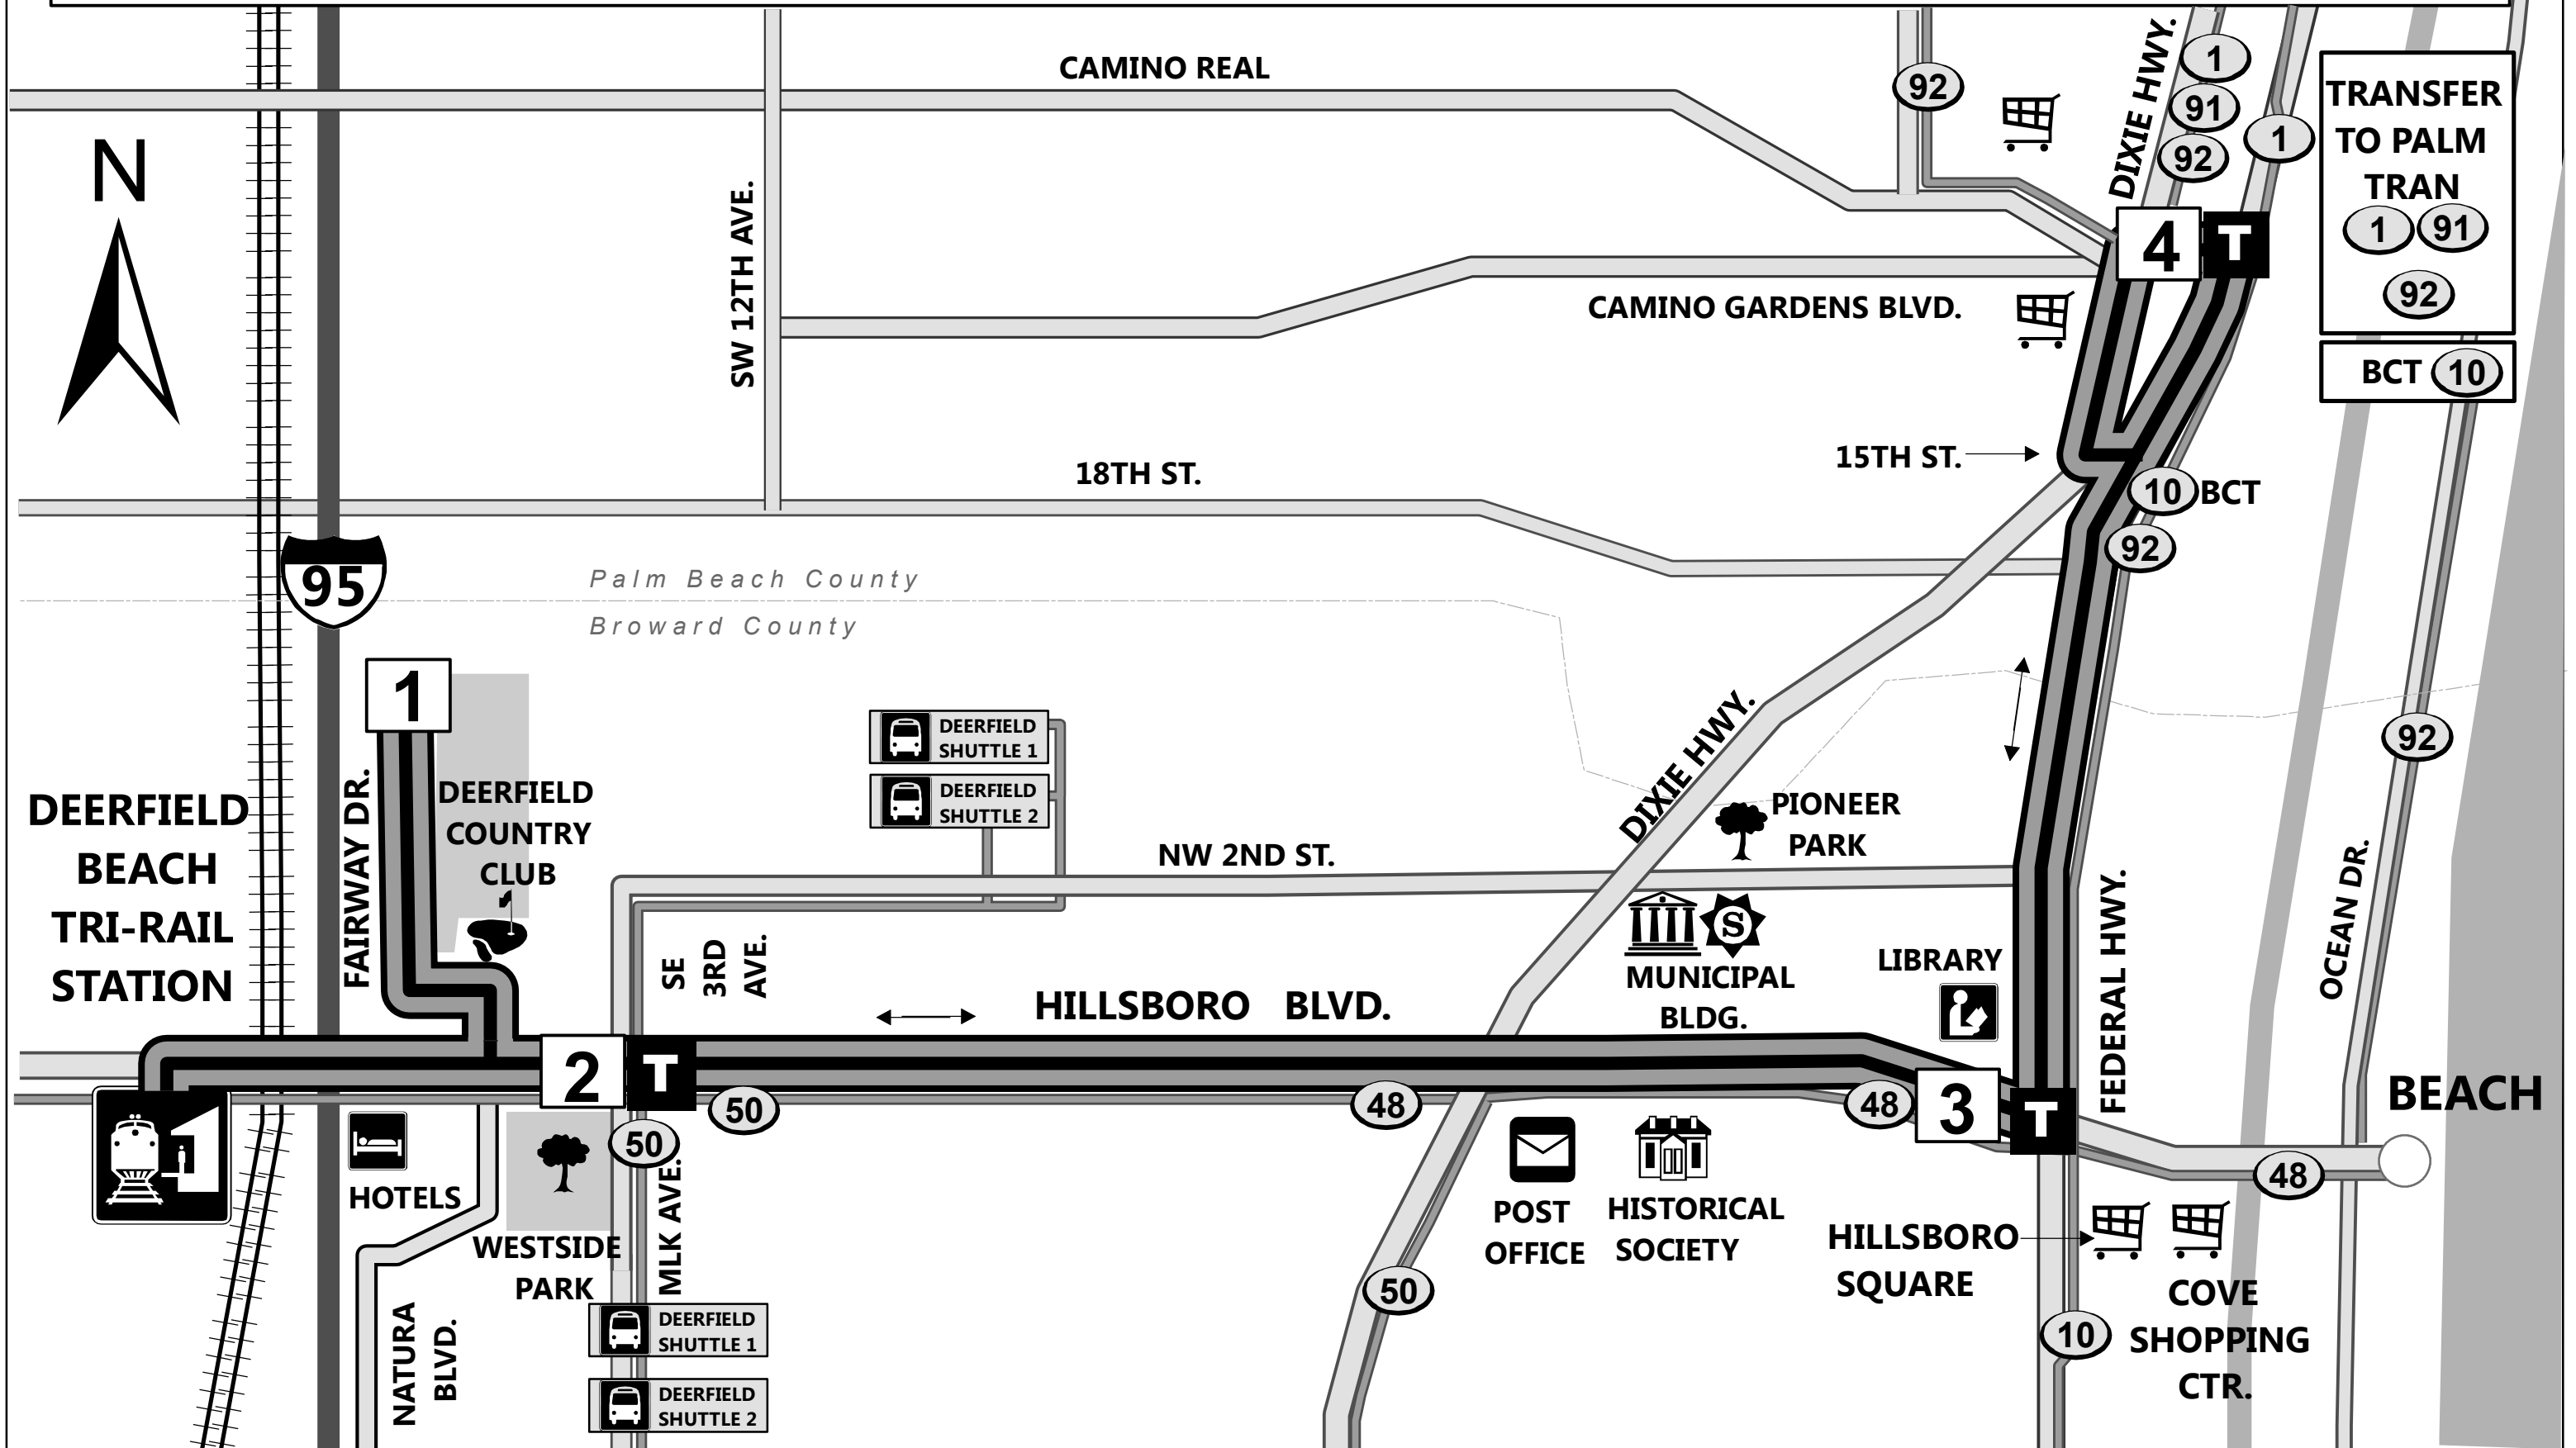 CAMINO REAL
92
DIXIE HWY.
1
91
92
1
TRANSFER
TO PALM
TRAN
1
91
92
BCT
10
N
SW 12TH AVE.
4
T
CAMINO GARDENS BLVD.
15TH ST.
18TH ST.
10
BCT
92
95
Palm Beach County
Broward County
1
DEERFIELD
SHUTTLE 1
DEERFIELD
SHUTTLE 2
DIXIE HWY.
92
DEERFIELD
BEACH
TRI-RAIL
STATION
FAIRWAY DR.
DEERFIELD
COUNTRY
CLUB
NW 2ND ST.
PIONEER
PARK
SE
3RD
AVE.
HILLSBORO BLVD.
S
MUNICIPAL
BLDG.
LIBRARY
FEDERAL HWY.
OCEAN DR.
2
T
50
48
48
3
T
BEACH
50
HOTELS
WESTSIDE
PARK
MLK AVE.
POST
OFFICE
HISTORICAL
SOCIETY
48
HILLSBORO
SQUARE
50
COVE
SHOPPING
CTR.
10
NATURA
BLVD.
DEERFIELD
SHUTTLE 1
DEERFIELD
SHUTTLE 2